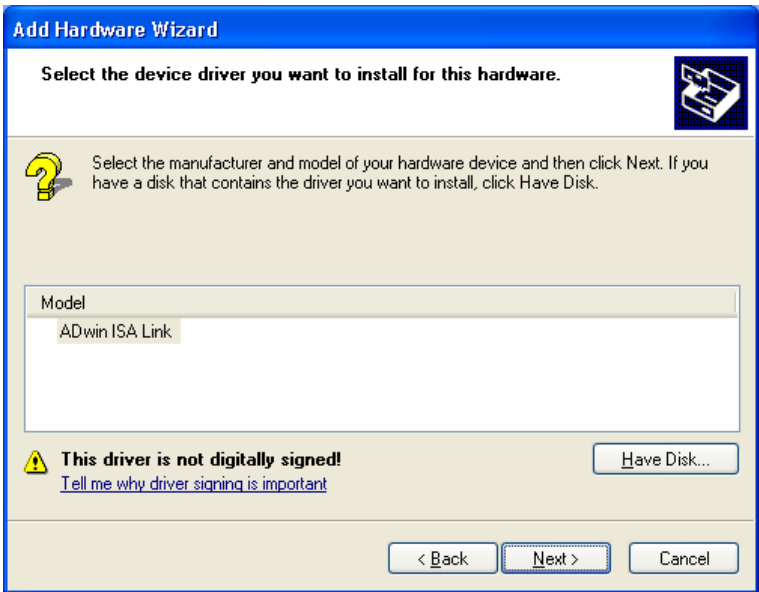 Add Hardware Wizard
Select the device driver you want to install for this hardware.
Select the manufacturer and model of your hardware device and then click Next. If you
have a disk that contains the driver you want to install, click Have Disk.
Model
ADwin ISA Link
This driver is not digitally signed!
Have Disk...
Tell me why driver signing is important
< Back
Next >
Cancel